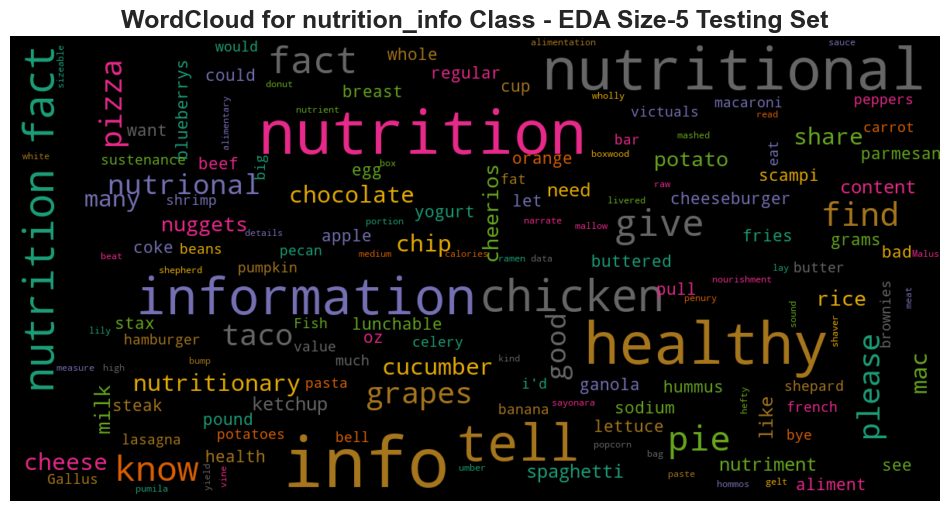 WordCloud for nutrition_info Class - EDA Size-5 Testing Set
nutrition fact
sizeable
would
fact
whole
alimentation
sauce
nutritional
pizza
blueberrys
could
regular
cup
donut
breast
wholly
victuals
macaroni
peppers
read
alimentary
nutrient
nutrition
want
bar
mashed
share
carrot
white
sustenance
beef
big
egg
box
orange
boxwood
potato
eat
parmesan
nutrional
many
shrimp
chocolate
cheerios
fat
need
let
raw
livered
cheeseburger
scampi
content
nuggets
yogurt
portion
narrate
mallow
give
find
coke
beans
details
apple
chip
fries
grams
bad
Malus
beat
shepherd
pecan
medium
calories
ramen
data
buttered
lay
butter
pumpkin
nourishment
information
chicken
pull
penury
rice
brownies
meat
sound
shaver
lily
stax
taco
Fish
lunchable
good
healthy
please
hamburger
value
oz
celery
bump
much
cucumber
kind
mac
measure
high
nutritionary
pasta
grapes
i'd
ganola
hummus
shepard
milk
steak
ketchup
sayonara
hefty
like
french
pound
banana
sodium
lasagna
potatoes
bell
lettuce
bye
health
info
tell
popcorn
pie
cheese
know
bag
Gallus
umber
spaghetti
paste
nutriment
see
pumila
yield
vine
hommos
gelt
aliment